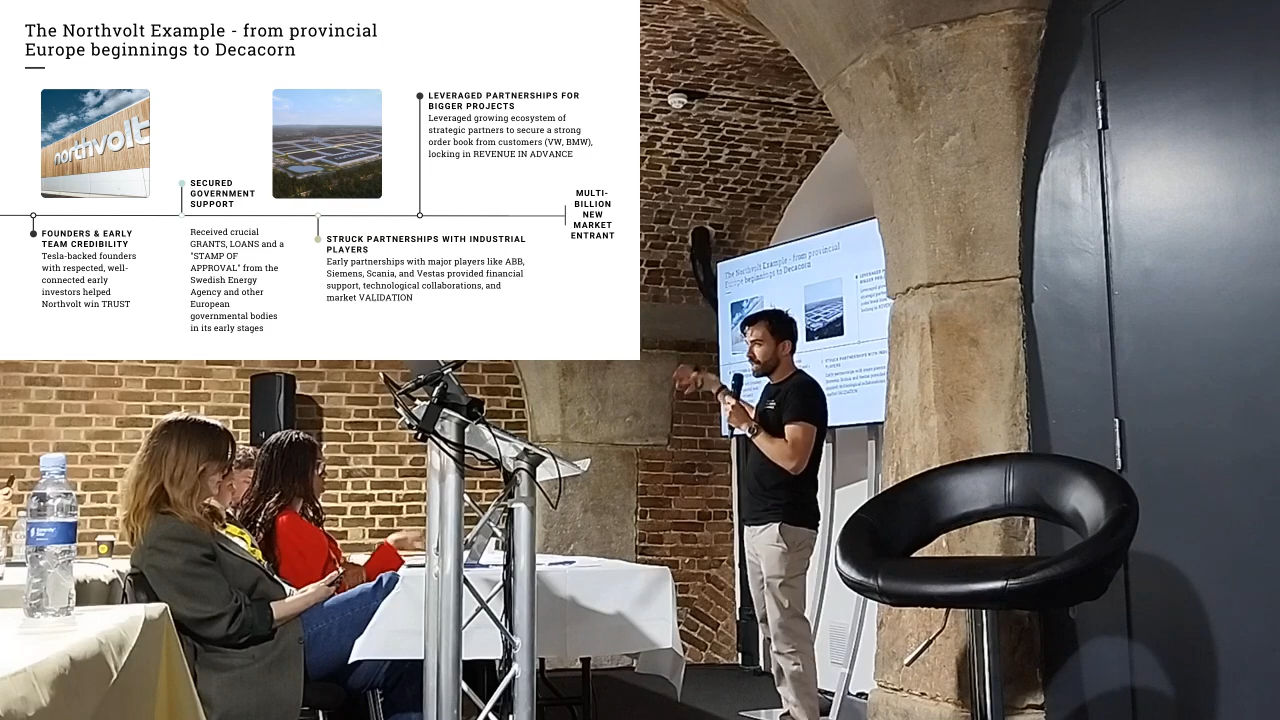 The Northvolt Example - from provincial
Europe beginnings to Decacorn
northvolt
FOUNDERS & EARLY
TEAM CREDIBILITY
Tesla-backed founders
with respected, well-
connected early
investors helped
Northvolt win TRUST
SECURED
GOVERNMENT
SUPPORT
Received crucial
GRANTS, LOANS and a
"STAMP OF
APPROVAL" from the
Swedish Energy
Agency and other
European
governmental bodies
in its early stages
STRUCK PARTNERSHIPS WITH INDUSTRIAL
PLAYERS
Early partnerships with major players like ABB,
Siemens, Scania, and Vestas provided financial
support, technological collaborations, and
market VALIDATION
LEVERAGED PARTNERSHIPS FOR
BIGGER PROJECTS
Leveraged growing ecosystem of
strategic partners to secure a strong
order book from customers (VW, BMW),
locking in REVENUE IN ADVANCE
MULTI-
BILLION
NEW
MARKET
ENTRANT
The Northvolt Example - from provincial
Europe beginnings to Decacorn